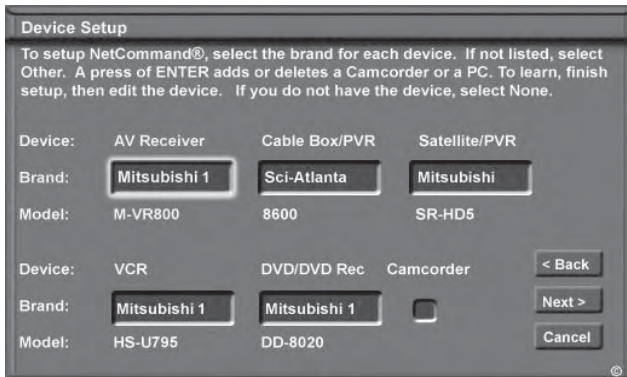 Device Setup
To setup NetCommand®, select the brand for each device. If not listed, select
Other. A press of ENTER adds or deletes a Camcorder or a PC. To learn, finish
setup, then edit the device. If you do not have the device, select None.
Device: AV Receiver Cable Box/PVR Satellite/PVR
Brand: Mitsubishi 1 Sci-Atlanta Mitsubishi
Model: M-VR800 8600 SR-HD5
Device: VCR DVD/DVD Rec Camcorder
< Back
Brand: Mitsubishi 1 Mitsubishi 1
Next >
Model: HS-U795 DD-8020
Cancel
©